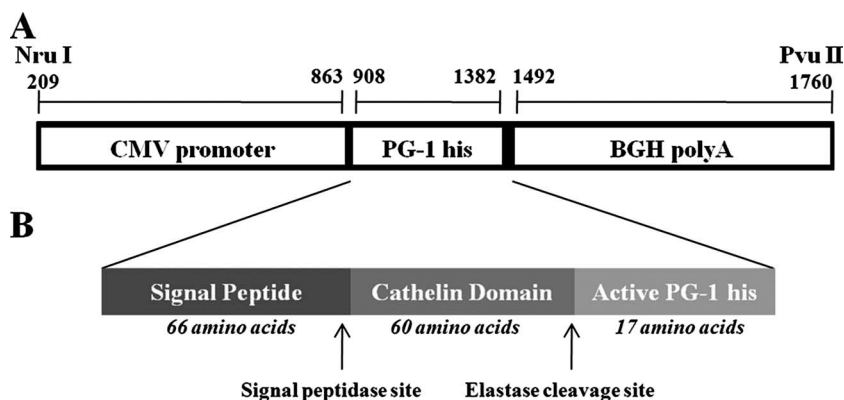 A
Nru I
Pvu II
209
863
908
1382
1492
1760
CMV promoter
PG-1 his
BGH polyA
B
Signal Peptide
Cathelin Domain
Active PG-1 his
66 amino acids
60 amino acids
17 amino acids
Signal peptidase site
Elastase cleavage site